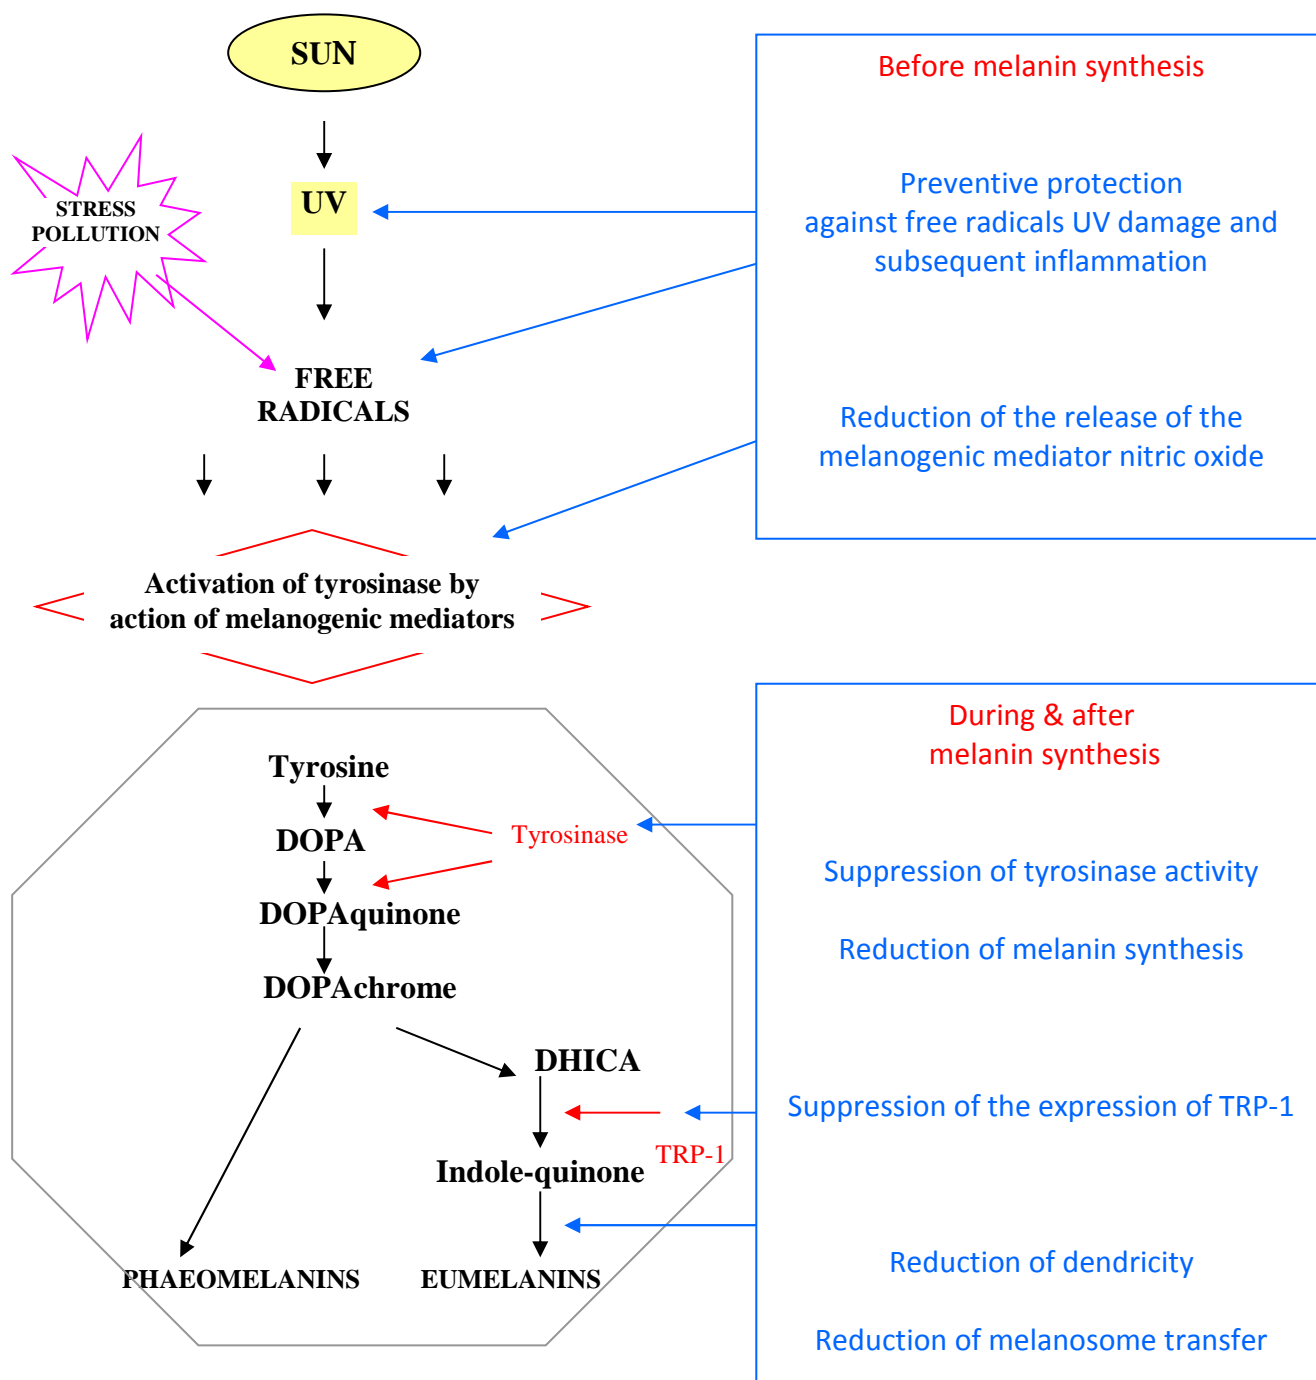 SUN
UV
STRESS
POLLUTION
FREE
RADICALS
Activation of tyrosinase by
action of melanogenic mediators
Before melanin synthesis
Preventive protection
against free radicals UV damage and
subsequent inflammation
Reduction of the release of the
melanogenic mediator nitric oxide
Tyrosine
DOPA
Tyrosinase
DOPAquinone
DOPAchrome
DHICA
TRP-1
Indole-quinone
PHAEOMELANINS
EUMELANINS
During & after
melanin synthesis
Suppression of tyrosinase activity
Reduction of melanin synthesis
Suppression of the expression of TRP-1
Reduction of dendricity
Reduction of melanosome transfer